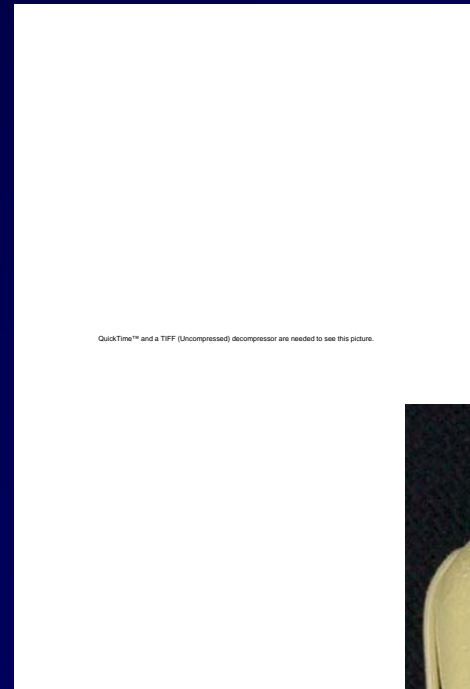 QuickTime™ and a TIFF (Uncompressed) decompressor are needed to see this picture.